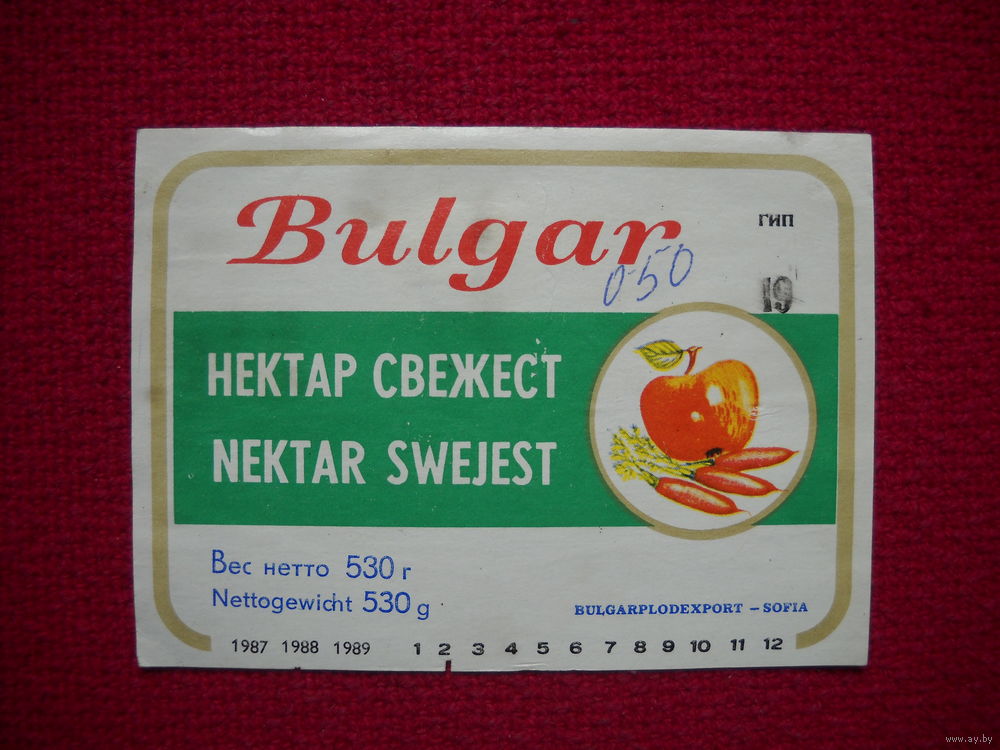 Bulgar
гип
0-50
19
НЕКТАР СВЕЖЕСТ
NEKTAR SWEJEST
Вес нетто 530 г
Nettogewicht 530 g
BULGARPLODEXPORT – SOFIA
1987 1988 1989 1 2 3 4 5 6 7 8 9 10 11 12
www.ay.by